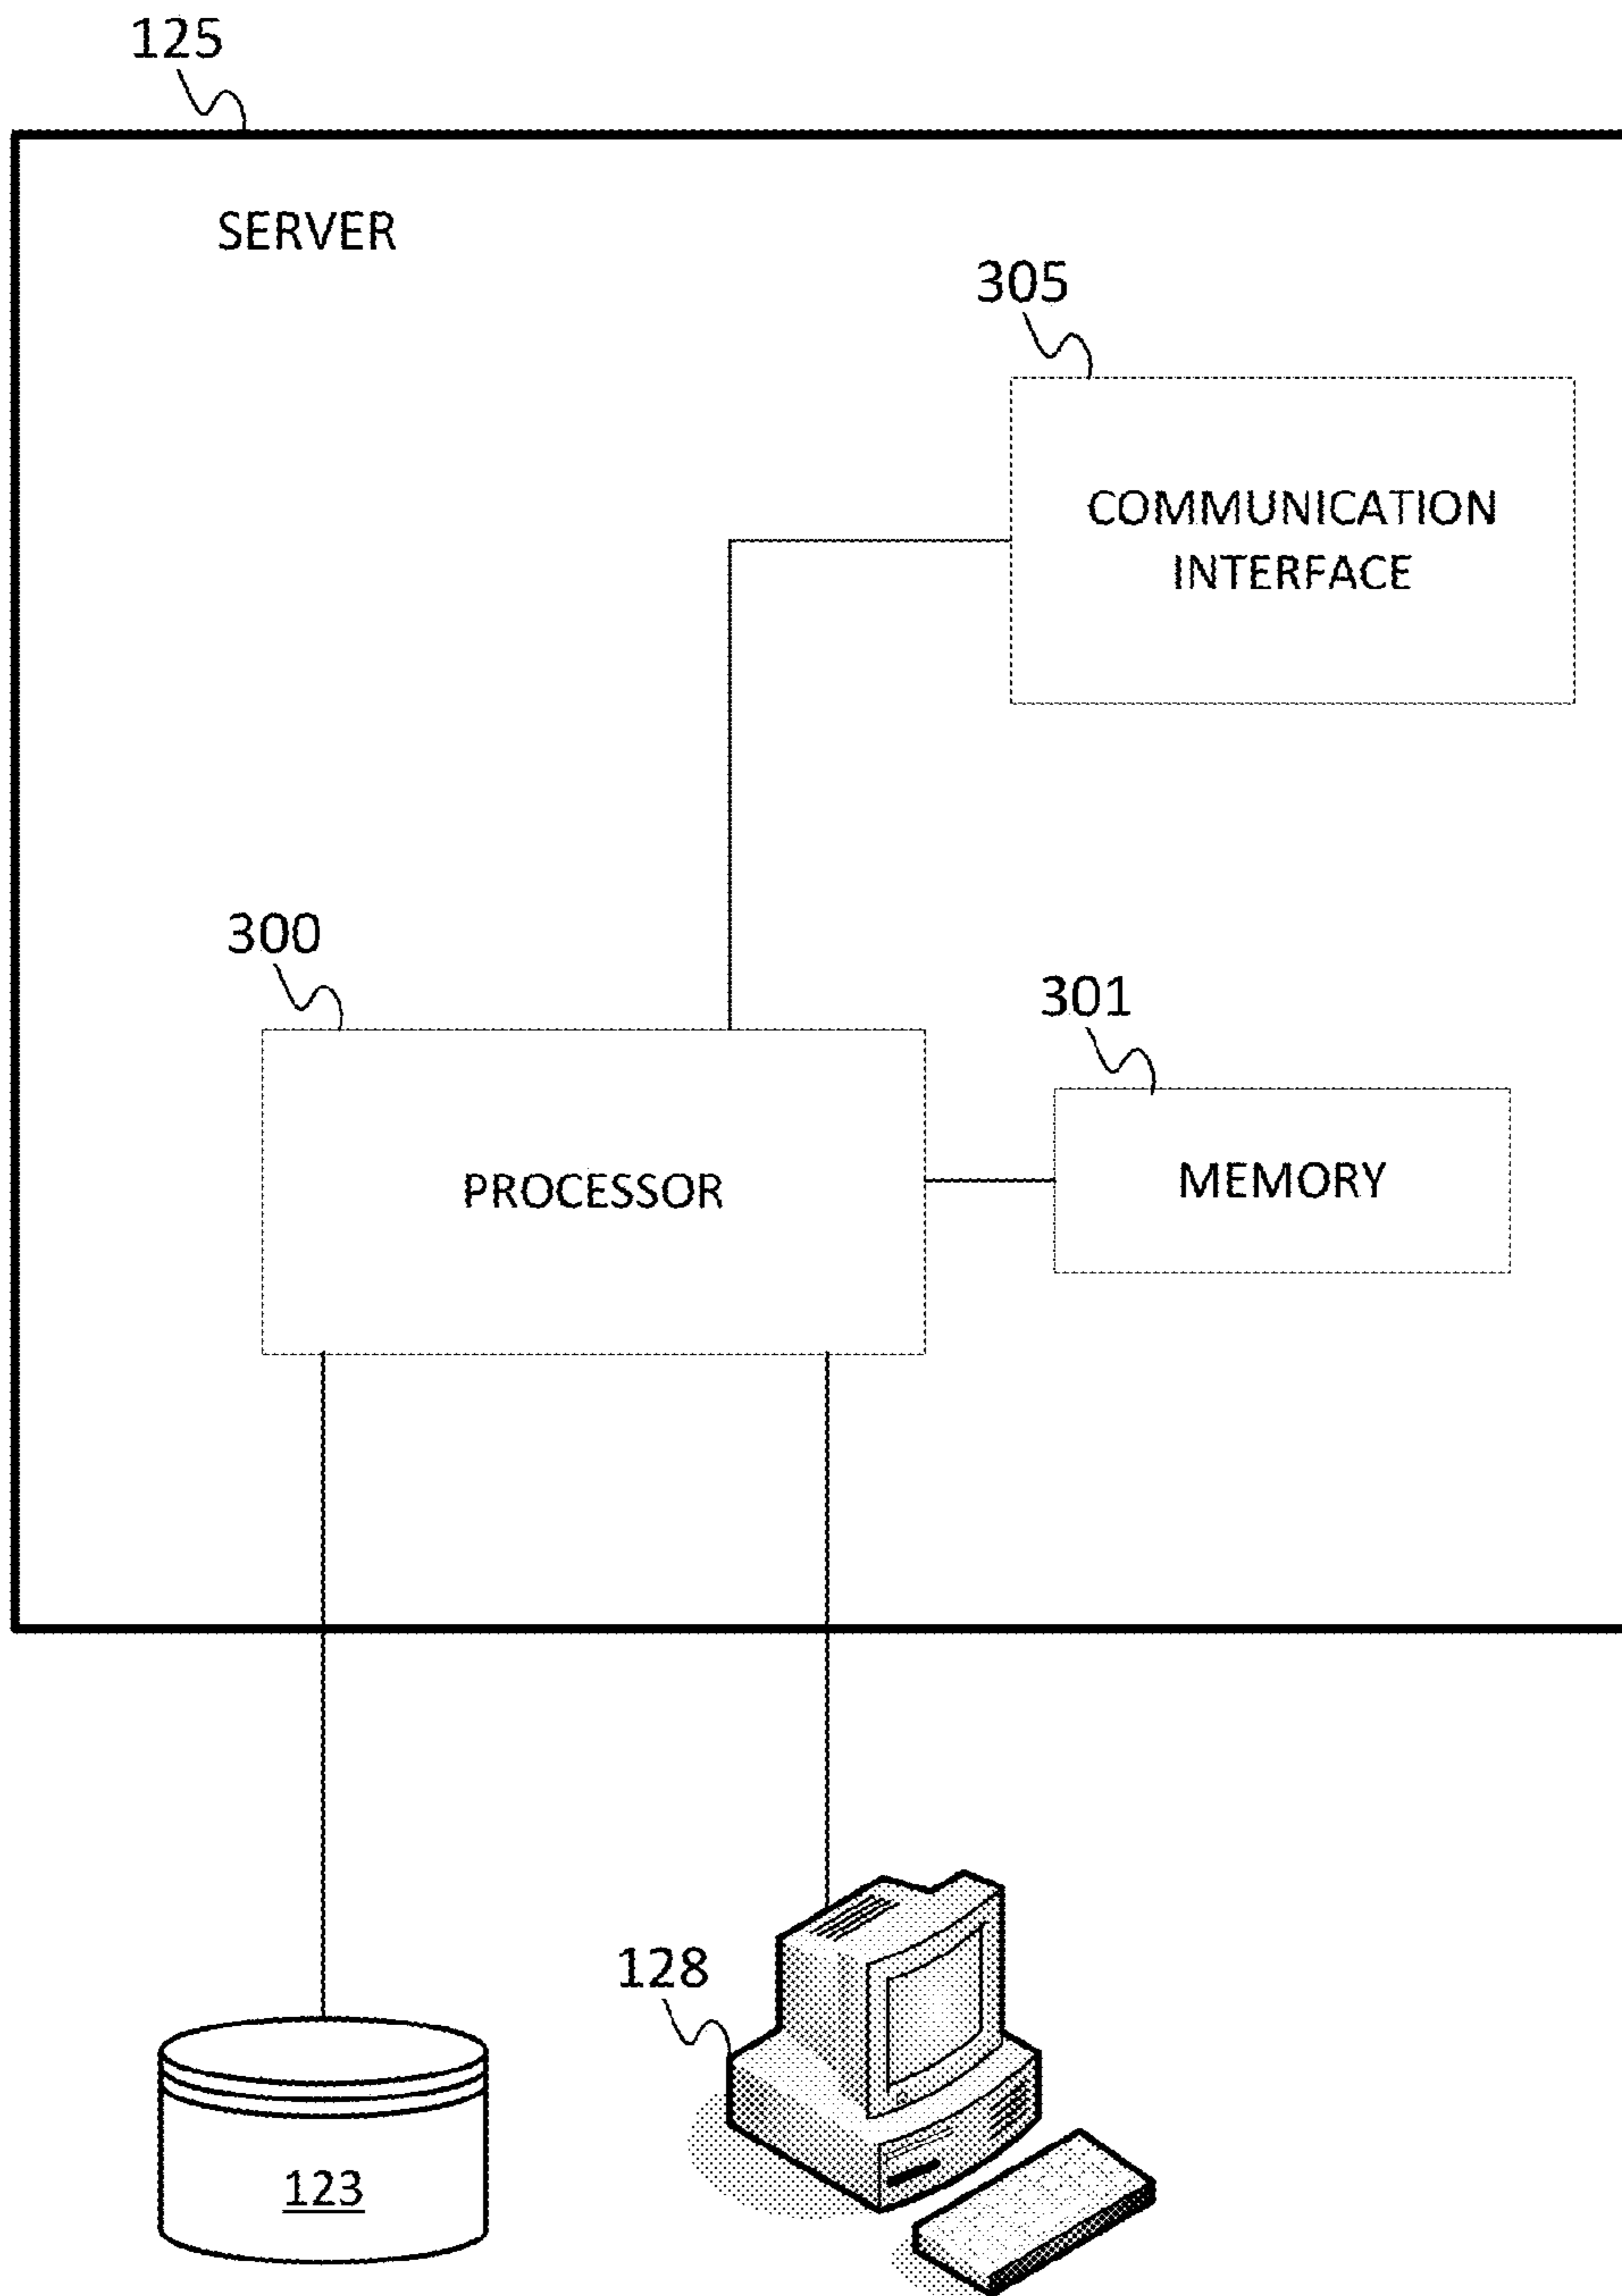 125
SERVER
305
COMMUNICATION
INTERFACE
300
301
PROCESSOR
MEMORY
128
123